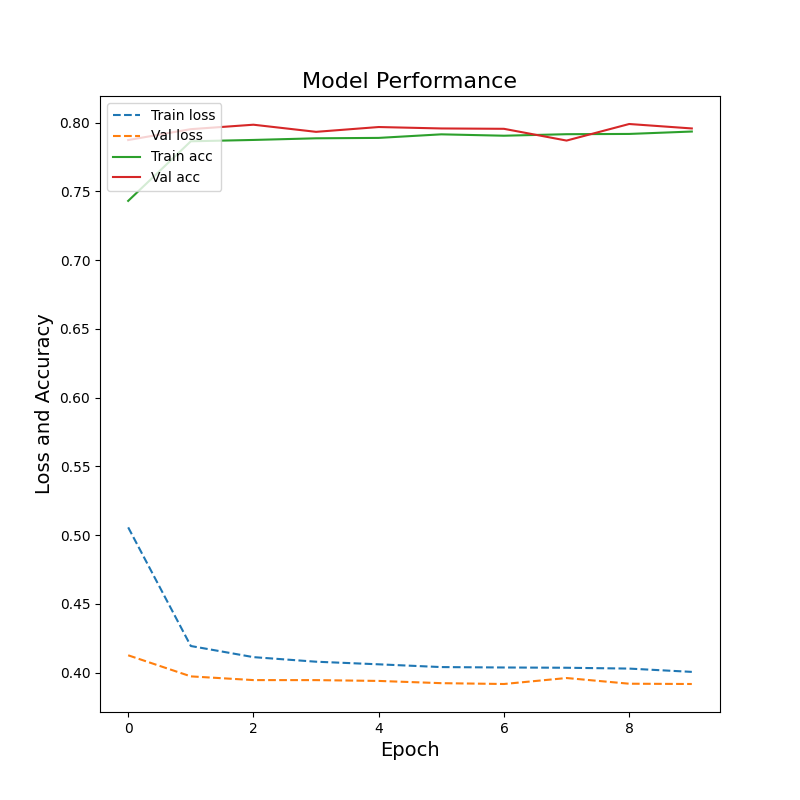 Model Performance
Train loss
Val loss
Train acc
Val acc
0.80
0.75
0.70
0.65
0.60
0.55
0.50
0.45
0.40
Loss and Accuracy
0 2 4 6 8
Epoch